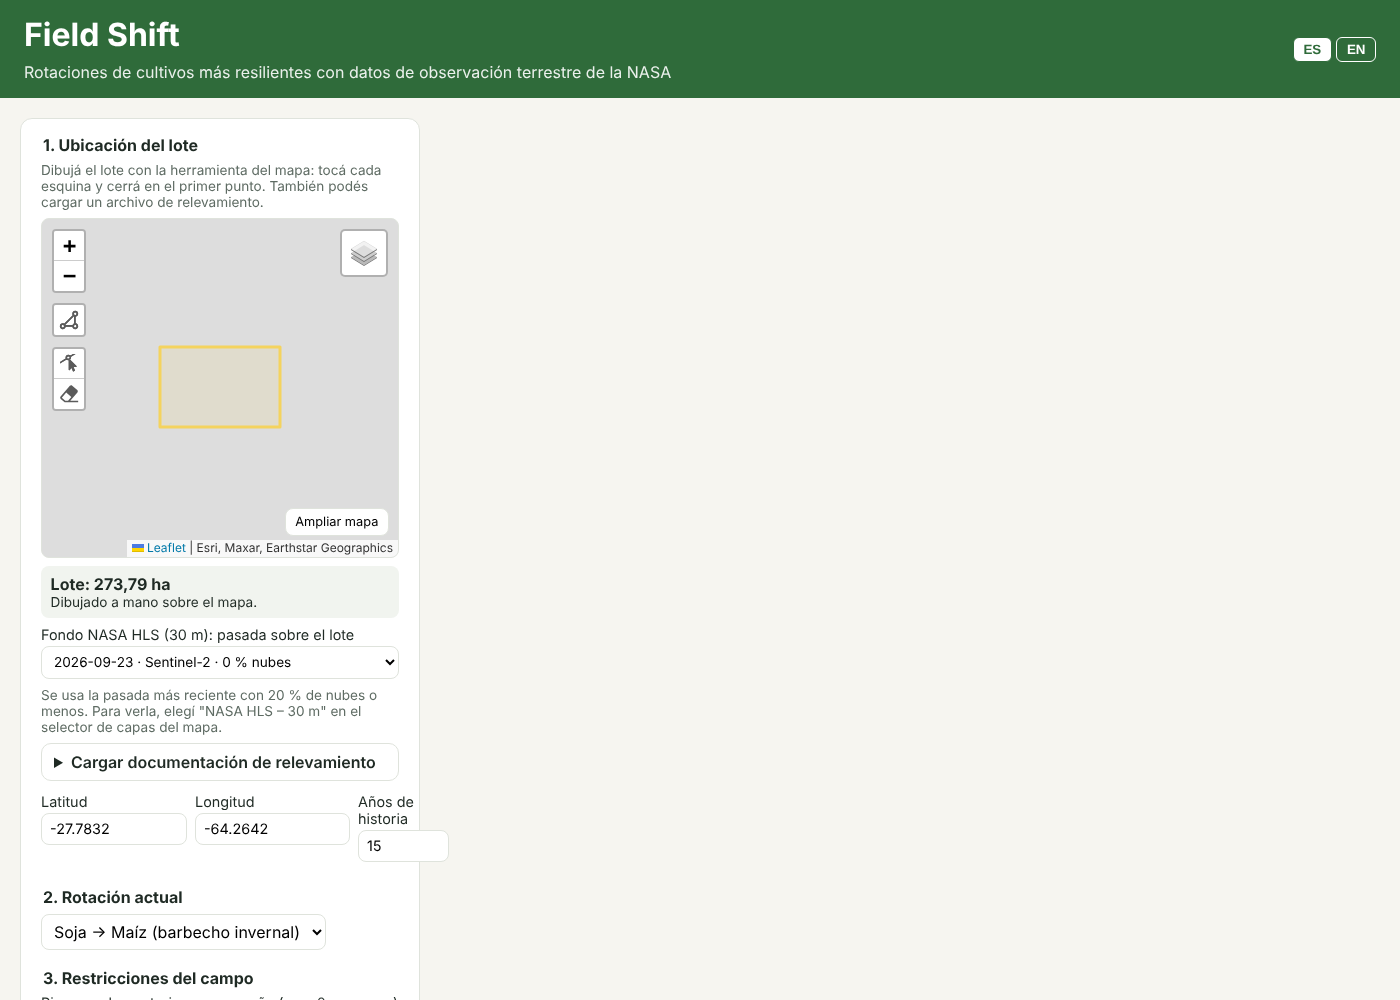 Field Shift
Rotaciones de cultivos más resilientes con datos de observación terrestre de la NASA
ES
EN
1. Ubicación del lote
Dibujá el lote con la herramienta del mapa: tocá cada
esquina y cerrá en el primer punto. También podés
cargar un archivo de relevamiento.
+
−
Ampliar mapa
Leaflet | Esri, Maxar, Earthstar Geographics
Lote: 273,79 ha
Dibujado a mano sobre el mapa.
Fondo NASA HLS (30 m): pasada sobre el lote
2026-09-23 · Sentinel-2 · 0 % nubes
Se usa la pasada más reciente con 20 % de nubes o
menos. Para verla, elegí "NASA HLS – 30 m" en el
selector de capas del mapa.
Cargar documentación de relevamiento
Latitud
-27.7832
Longitud
-64.2642
Años de
historia
15
2. Rotación actual
Soja → Maíz (barbecho invernal)
3. Restricciones del campo